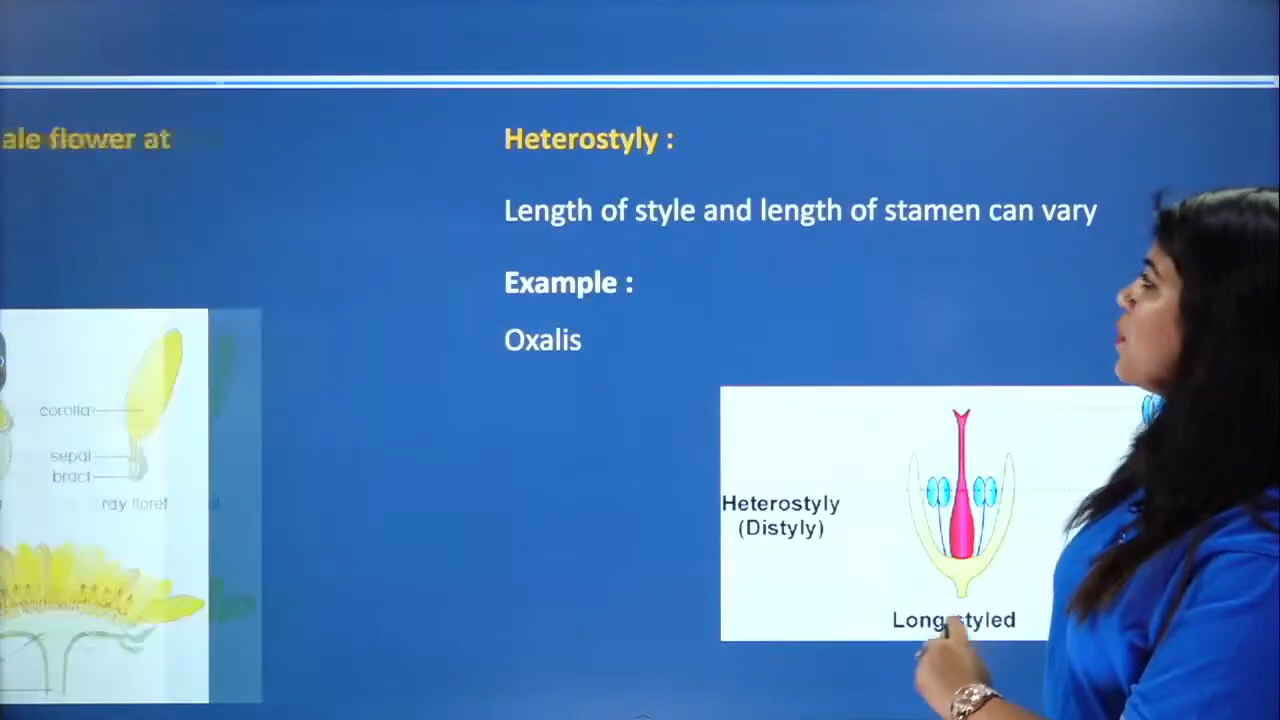 ale flower at
Heterostyly :
Length of style and length of stamen can vary
Example :
Oxalis
corolla
sepal
bract
ray floret
Heterostyly
(Distyly)
Long styled